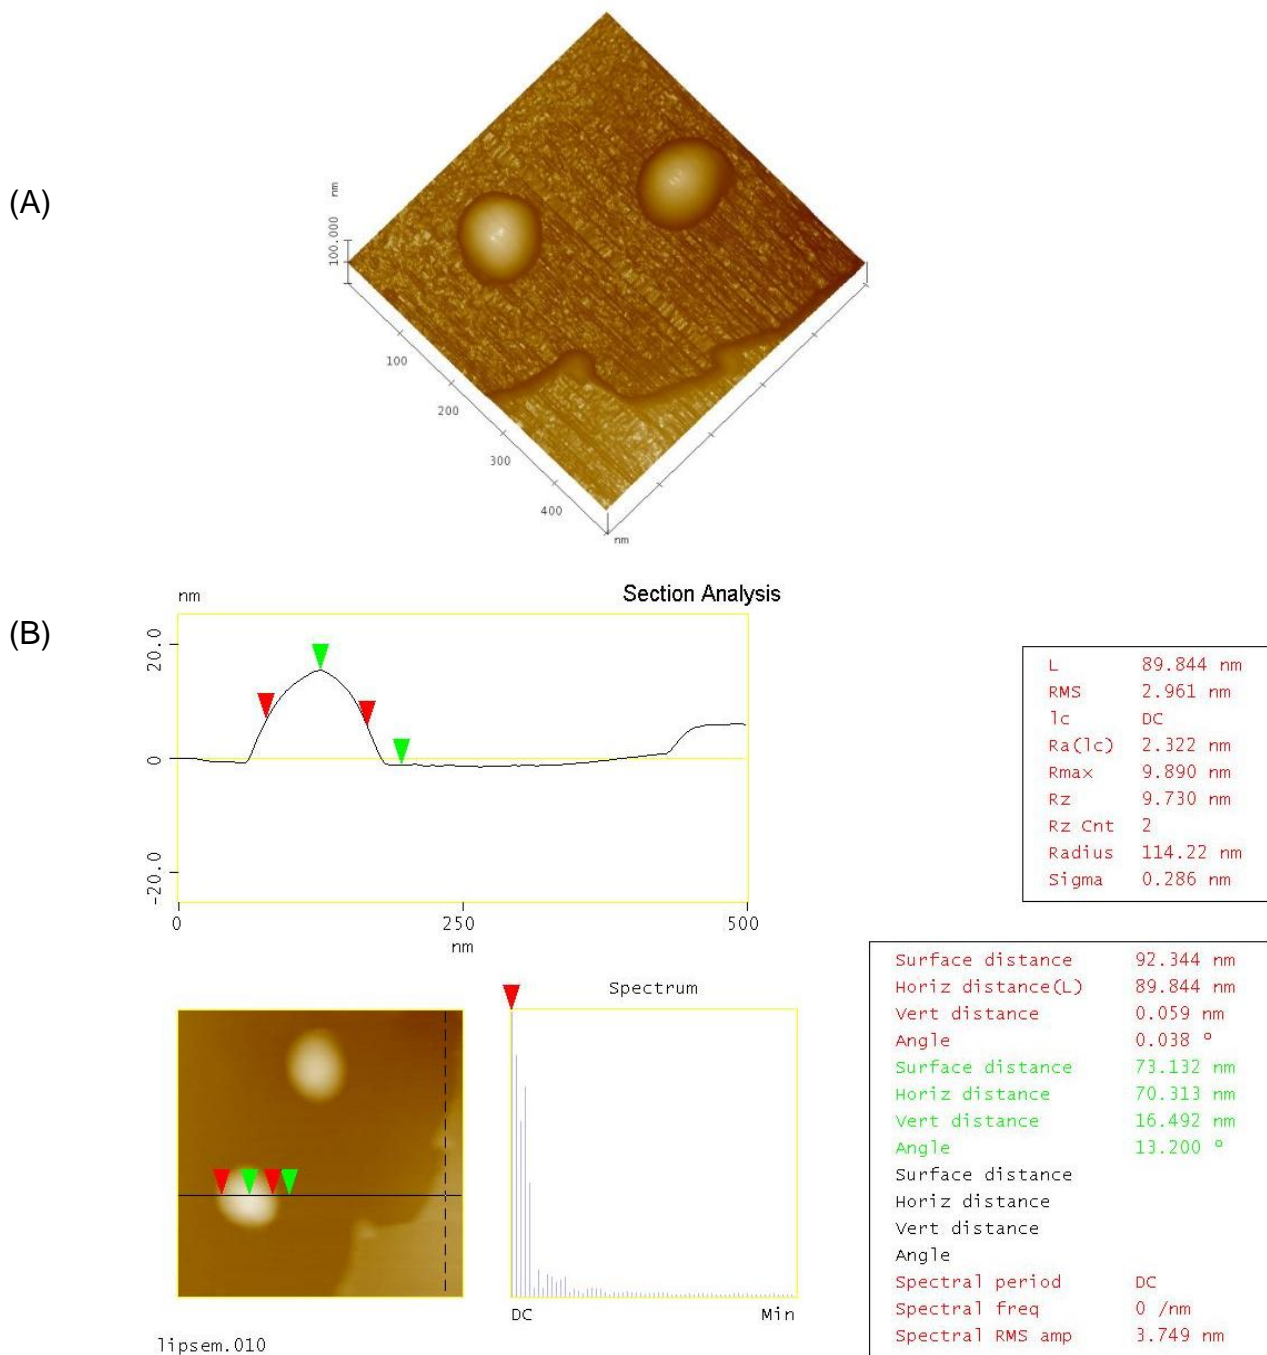 (A)
nm
100.000
100
200
300
400
nm
(B)
Section Analysis
nm
20.0
0
-20.0
0 250 500
nm
L 89.844 nm
RMS 2.961 nm
lc DC
Ra(lc) 2.322 nm
Rmax 9.890 nm
Rz 9.730 nm
Rz Cnt 2
Radius 114.22 nm
Sigma 0.286 nm
Surface distance 92.344 nm
Horiz distance(L) 89.844 nm
Vert distance 0.059 nm
Angle 0.038 °
Surface distance 73.132 nm
Horiz distance 70.313 nm
Vert distance 16.492 nm
Angle 13.200 °
Surface distance
Horiz distance
Vert distance
Angle
Spectral period DC
Spectral freq 0 /nm
Spectral RMS amp 3.749 nm
Spectrum
DC Min
lipsem.010